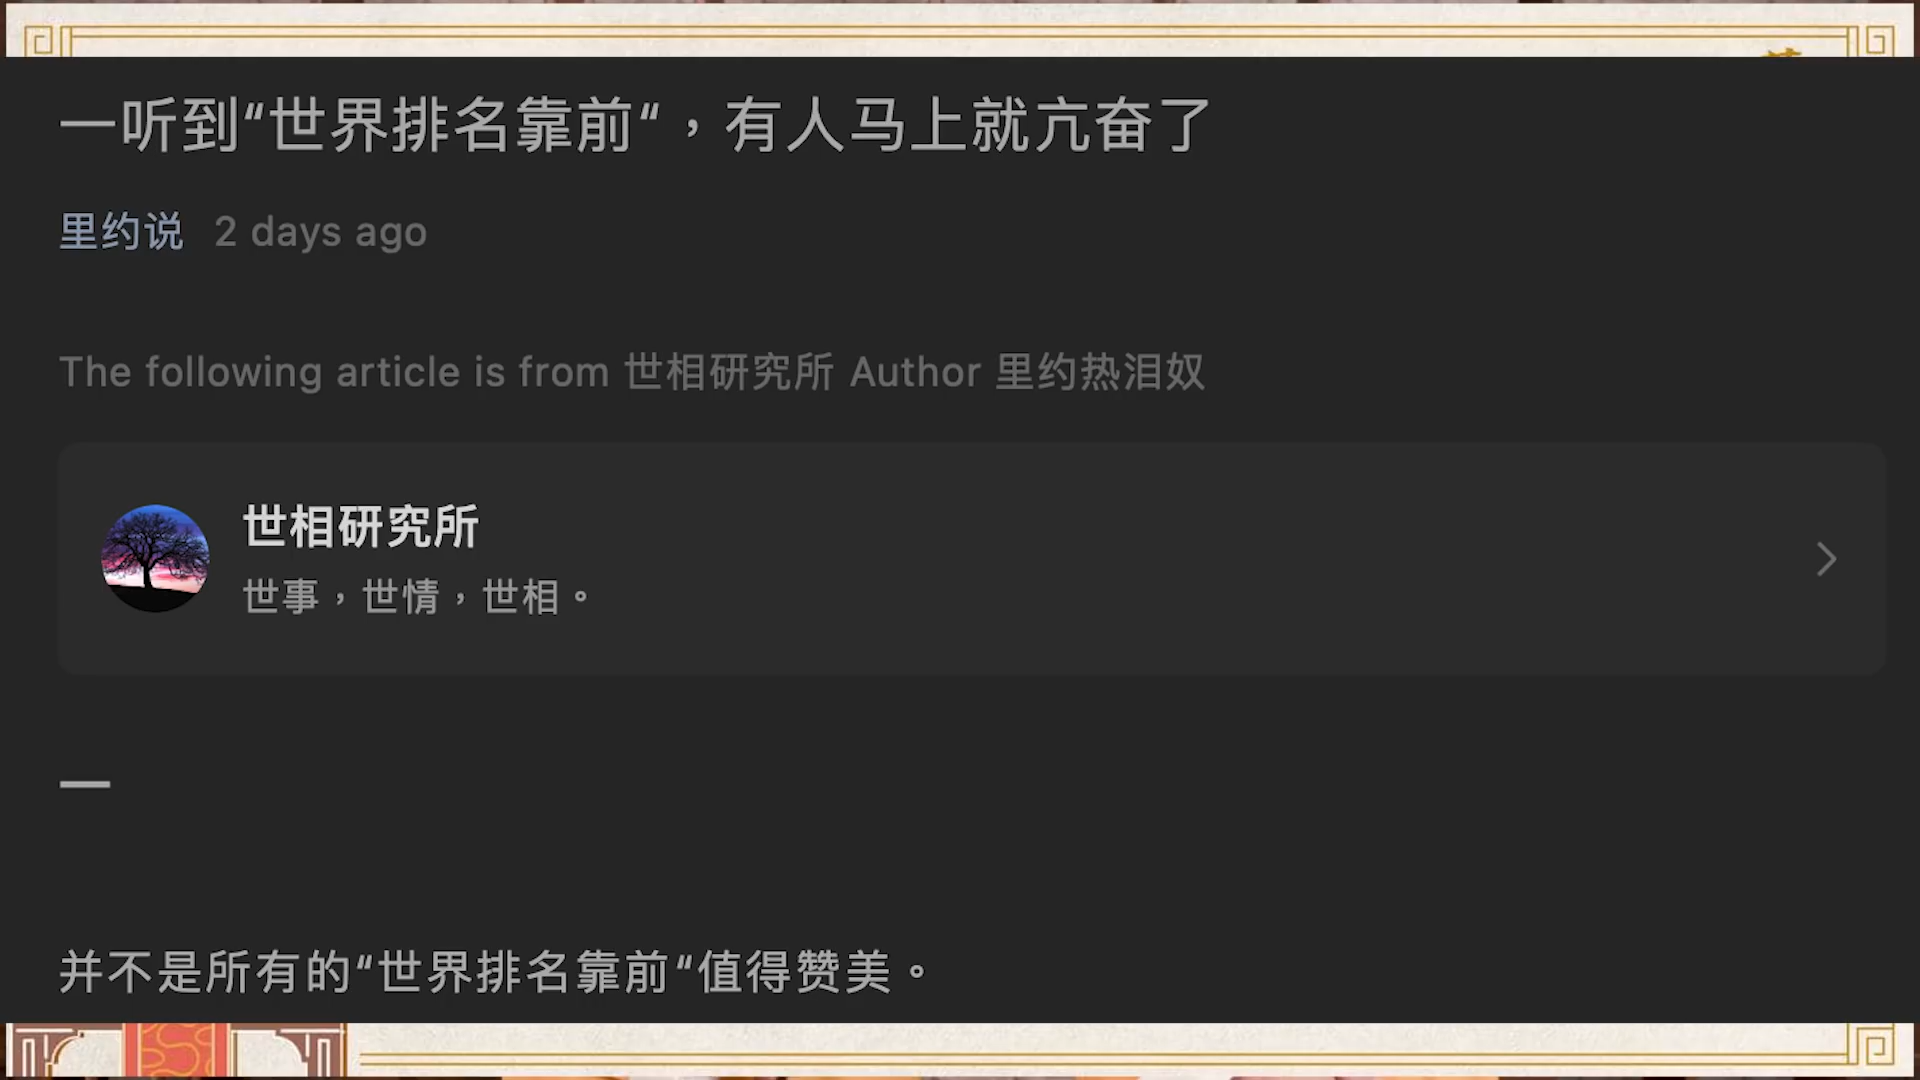 一听到“世界排名靠前“，有人马上就亢奋了
里约说 2 days ago
The following article is from 世相研究所 Author 里约热泪奴
世相研究所
世事，世情，世相。
一
并不是所有的“世界排名靠前“值得赞美。